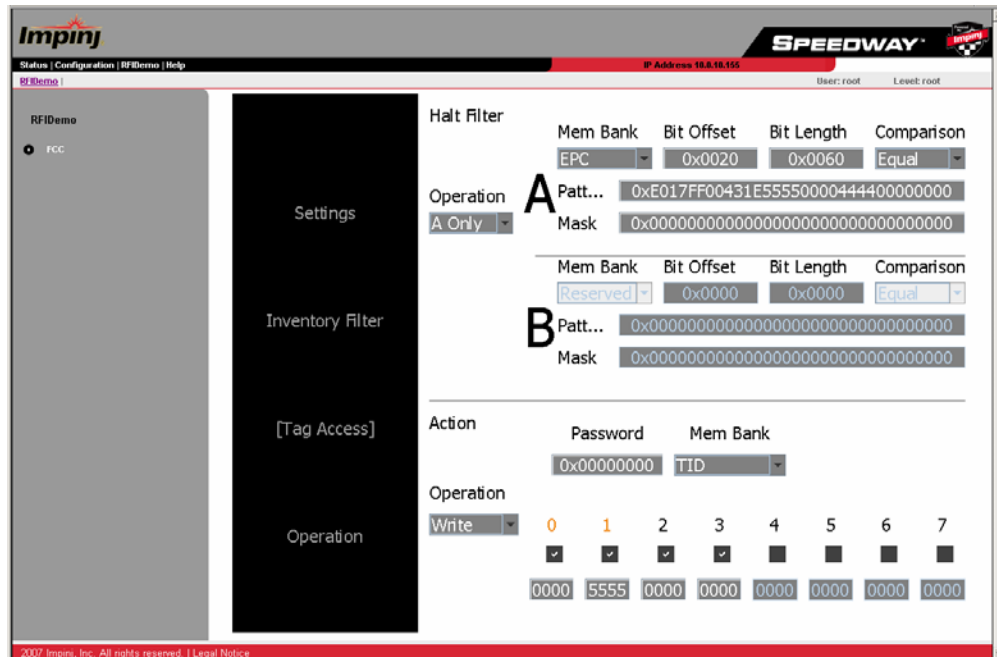 Impinj
SPEEDWAY
Impinj
Status | Configuration | RFIDemo | Help
IP Address 10.0.10.155
RFIDemo |
User: root Level: root
RFIDemo
FCC
Settings
Inventory Filter
[Tag Access]
Operation
Halt Filter
Mem Bank Bit Offset Bit Length Comparison
EPC 0x0020 0x0060 Equal
Operation
A Only
A
Patt... 0xE017FF00431E55550000444400000000
Mask 0x00000000000000000000000000000000
Mem Bank Bit Offset Bit Length Comparison
Reserved 0x0000 0x0000 Equal
B
Patt... 0x00000000000000000000000000000000
Mask 0x00000000000000000000000000000000
Action
Password Mem Bank
0x00000000 TID
Operation
Write
0 1 2 3 4 5 6 7
0000 5555 0000 0000 0000 0000 0000 0000
2007 Impinj, Inc. All rights reserved. | Legal Notice